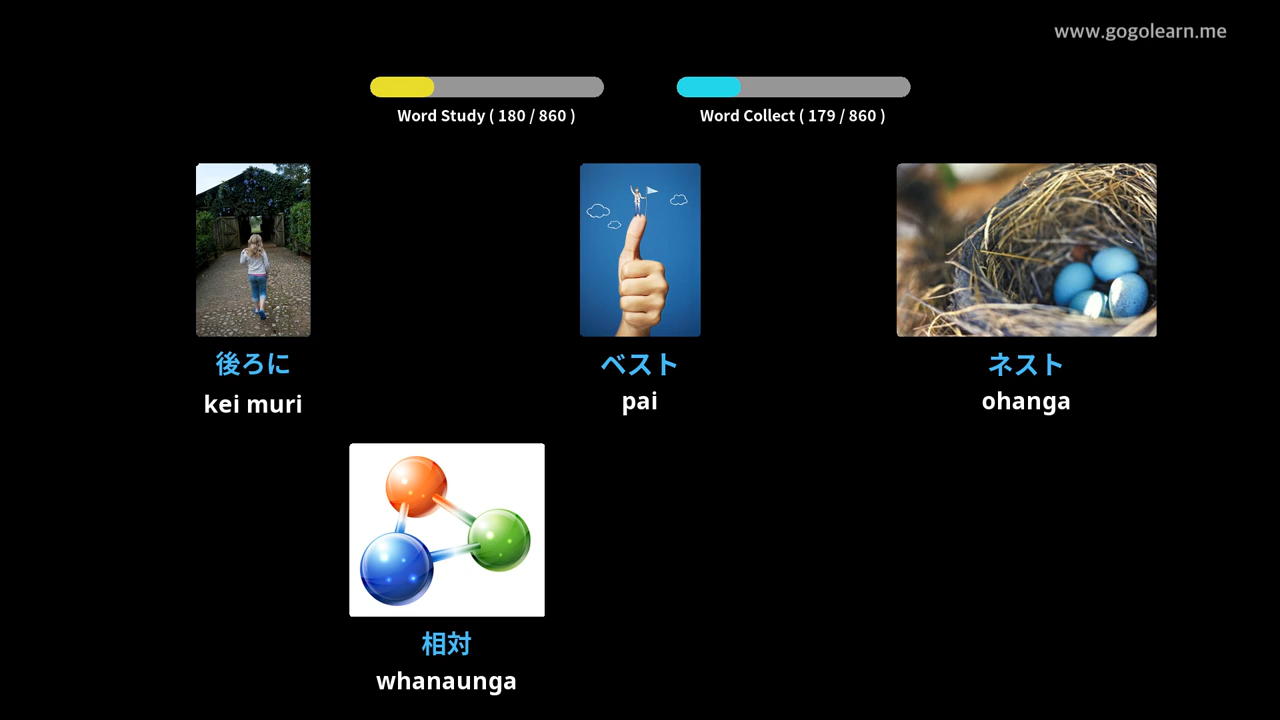 www.gogolearn.me
Word Study ( 180 / 860 )
Word Collect ( 179 / 860 )
後ろに
kei muri
ベスト
pai
ネスト
ohanga
相対
whanaunga